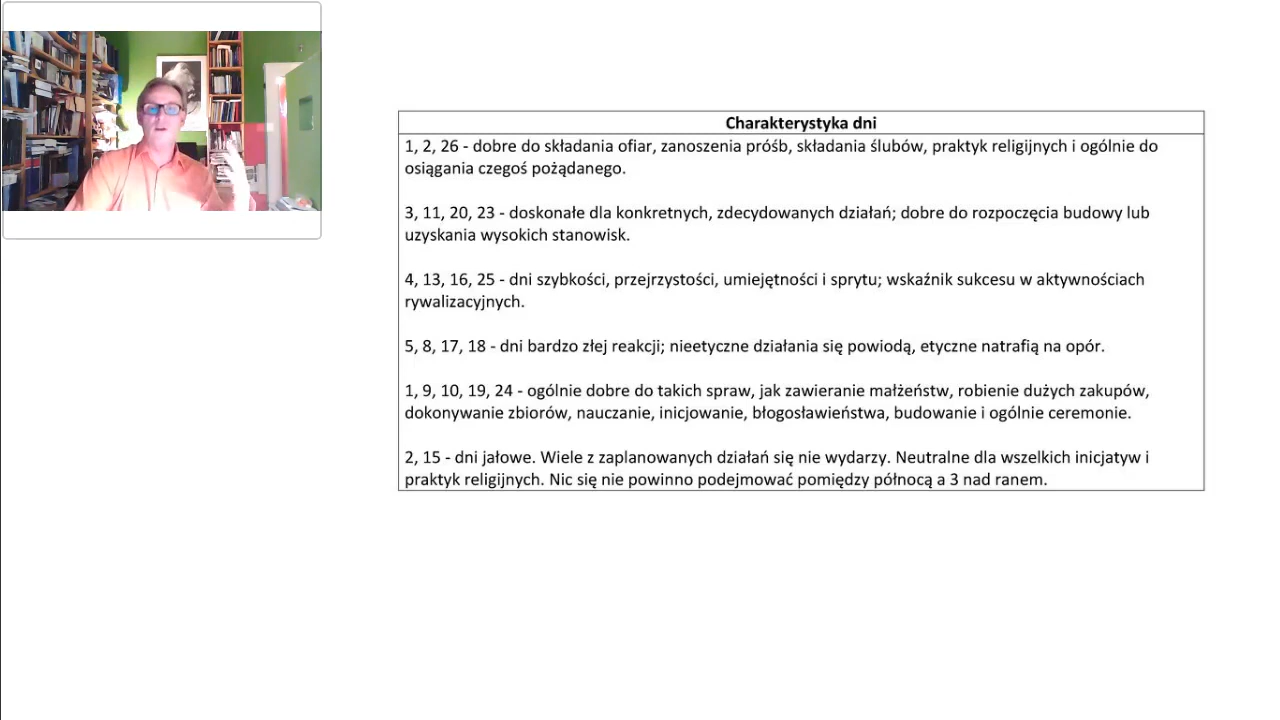 Charakterystyka dni
1, 2, 26 - dobre do składania ofiar, zanoszenia próśb, składania ślubów, praktyk religijnych i ogólnie do
osiągania czegoś pożądanego.
3, 11, 20, 23 - doskonałe dla konkretnych, zdecydowanych działań; dobre do rozpoczęcia budowy lub
uzyskania wysokich stanowisk.
4, 13, 16, 25 - dni szybkości, przejrzystości, umiejętności i sprytu; wskaźnik sukcesu w aktywnościach
rywalizacyjnych.
5, 8, 17, 18 - dni bardzo złej reakcji; nieetyczne działania się powiodą, etyczne natrafią na opór.
1, 9, 10, 19, 24 - ogólnie dobre do takich spraw, jak zawieranie małżeństw, robienie dużych zakupów,
dokonywanie zbiorów, nauczanie, inicjowanie, błogosławieństwa, budowanie i ogólnie ceremonie.
2, 15 - dni jałowe. Wiele z zaplanowanych działań się nie wydarzy. Neutralne dla wszelkich inicjatyw i
praktyk religijnych. Nic się nie powinno podejmować pomiędzy północą a 3 nad ranem.